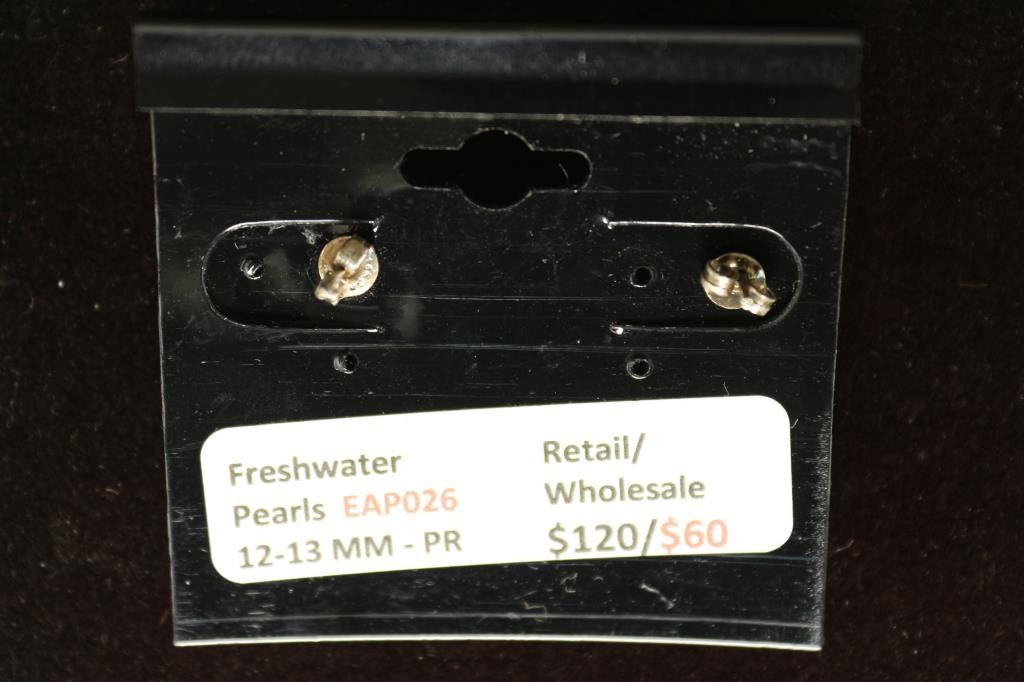 Freshwater
Pearls EAP026
12-13 MM - PR
Retail/
Wholesale
$120/$60